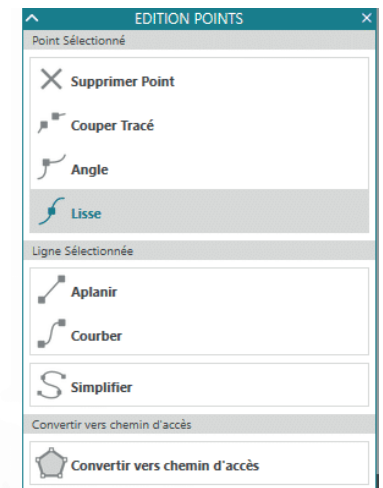 EDITION POINTS
Point Sélectionné
Supprimer Point
Couper Tracé
Angle
Lisse
Ligne Sélectionnée
Aplanir
Courber
Simplifier
Convertir vers chemin d'accès
Convertir vers chemin d'accès